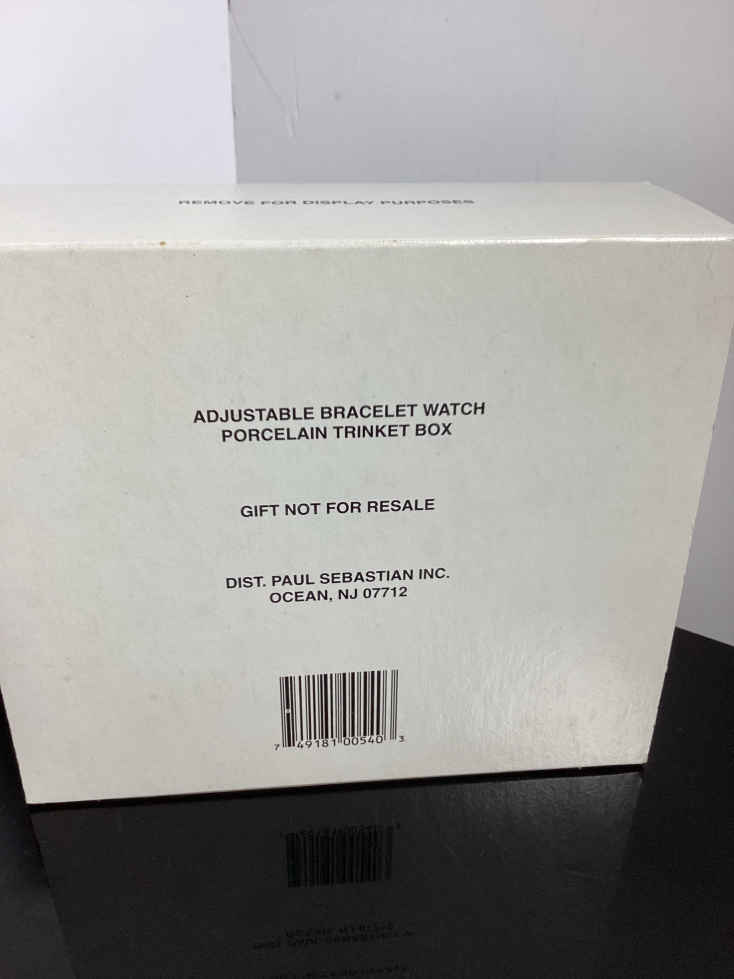 REMOVE FOR DISPLAY PURPOSES
ADJUSTABLE BRACELET WATCH
PORCELAIN TRINKET BOX
GIFT NOT FOR RESALE
DIST. PAUL SEBASTIAN INC.
OCEAN, NJ 07712
7 49181 00540 3